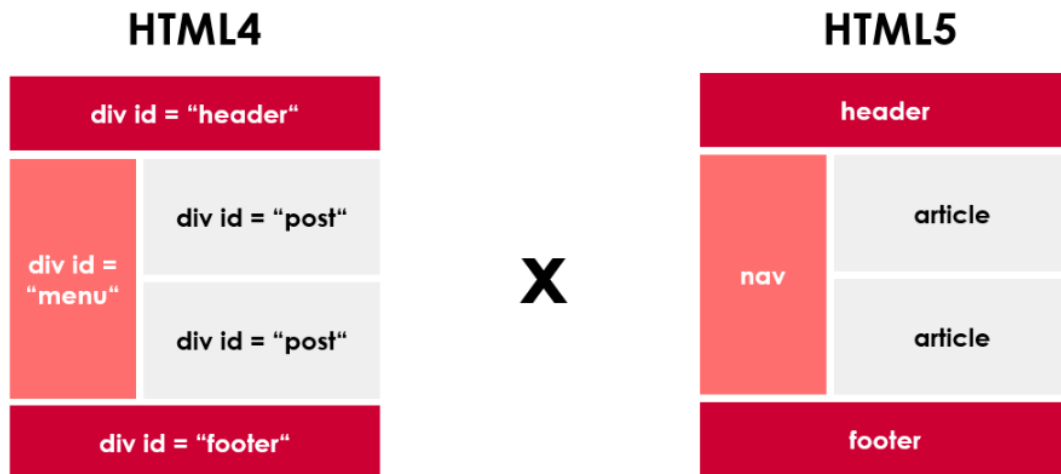 HTML4
div id = “header“
div id =
“menu“
div id = “post“
div id = “post“
div id = “footer“
x
HTML5
header
nav
article
article
footer